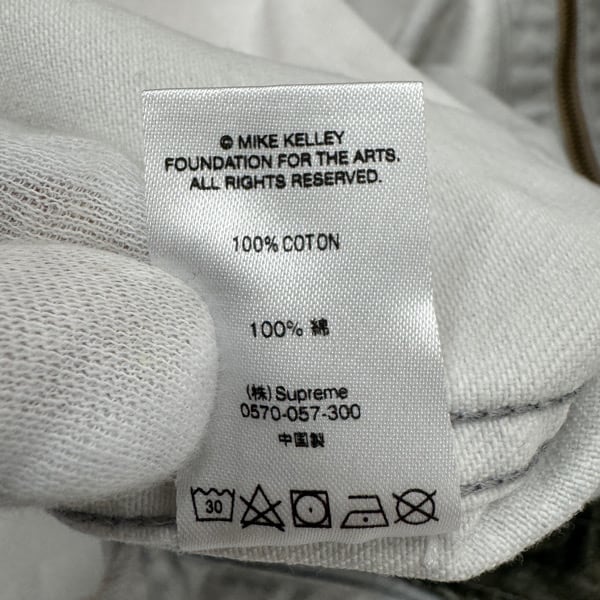 © MIKE KELLEY
FOUNDATION FOR THE ARTS.
ALL RIGHTS RESERVED.
100% COTON
100% 綿
(株) Supreme
0570-057-300
中国製
30